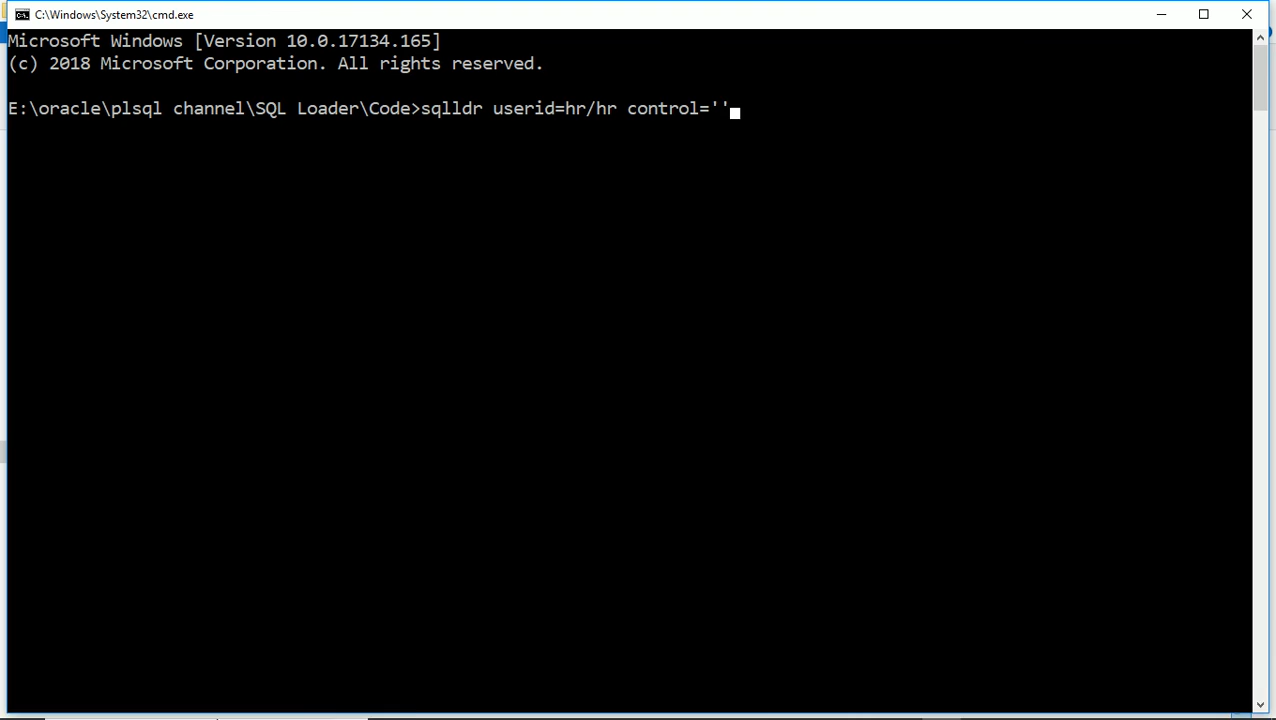 C:\Windows\System32\cmd.exe
Microsoft Windows [Version 10.0.17134.165]
(c) 2018 Microsoft Corporation. All rights reserved.
E:\oracle\plsql channel\SQL Loader\Code>sqlldr userid=hr/hr control=''